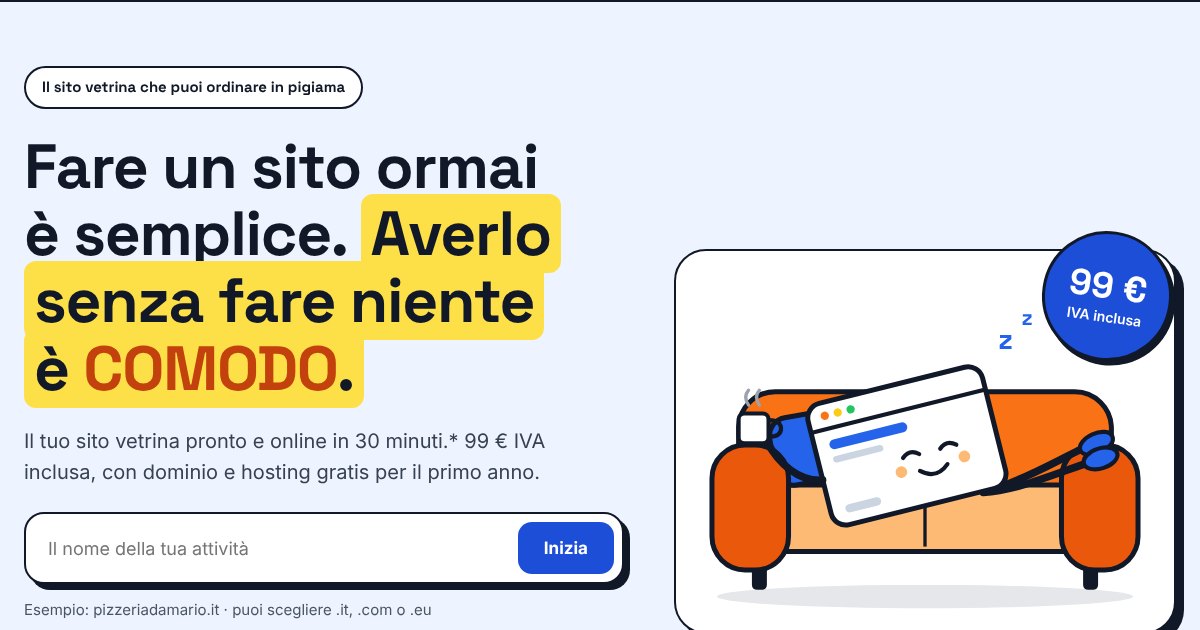 Il sito vetrina che puoi ordinare in pigiama
Fare un sito ormai
è semplice. Averlo
senza fare niente
è COMODO.
Il tuo sito vetrina pronto e online in 30 minuti.* 99 € IVA
inclusa, con dominio e hosting gratis per il primo anno.
Il nome della tua attività
Inizia
Esempio: pizzeriadamario.it · puoi scegliere .it, .com o .eu
99 €
IVA inclusa
z
z